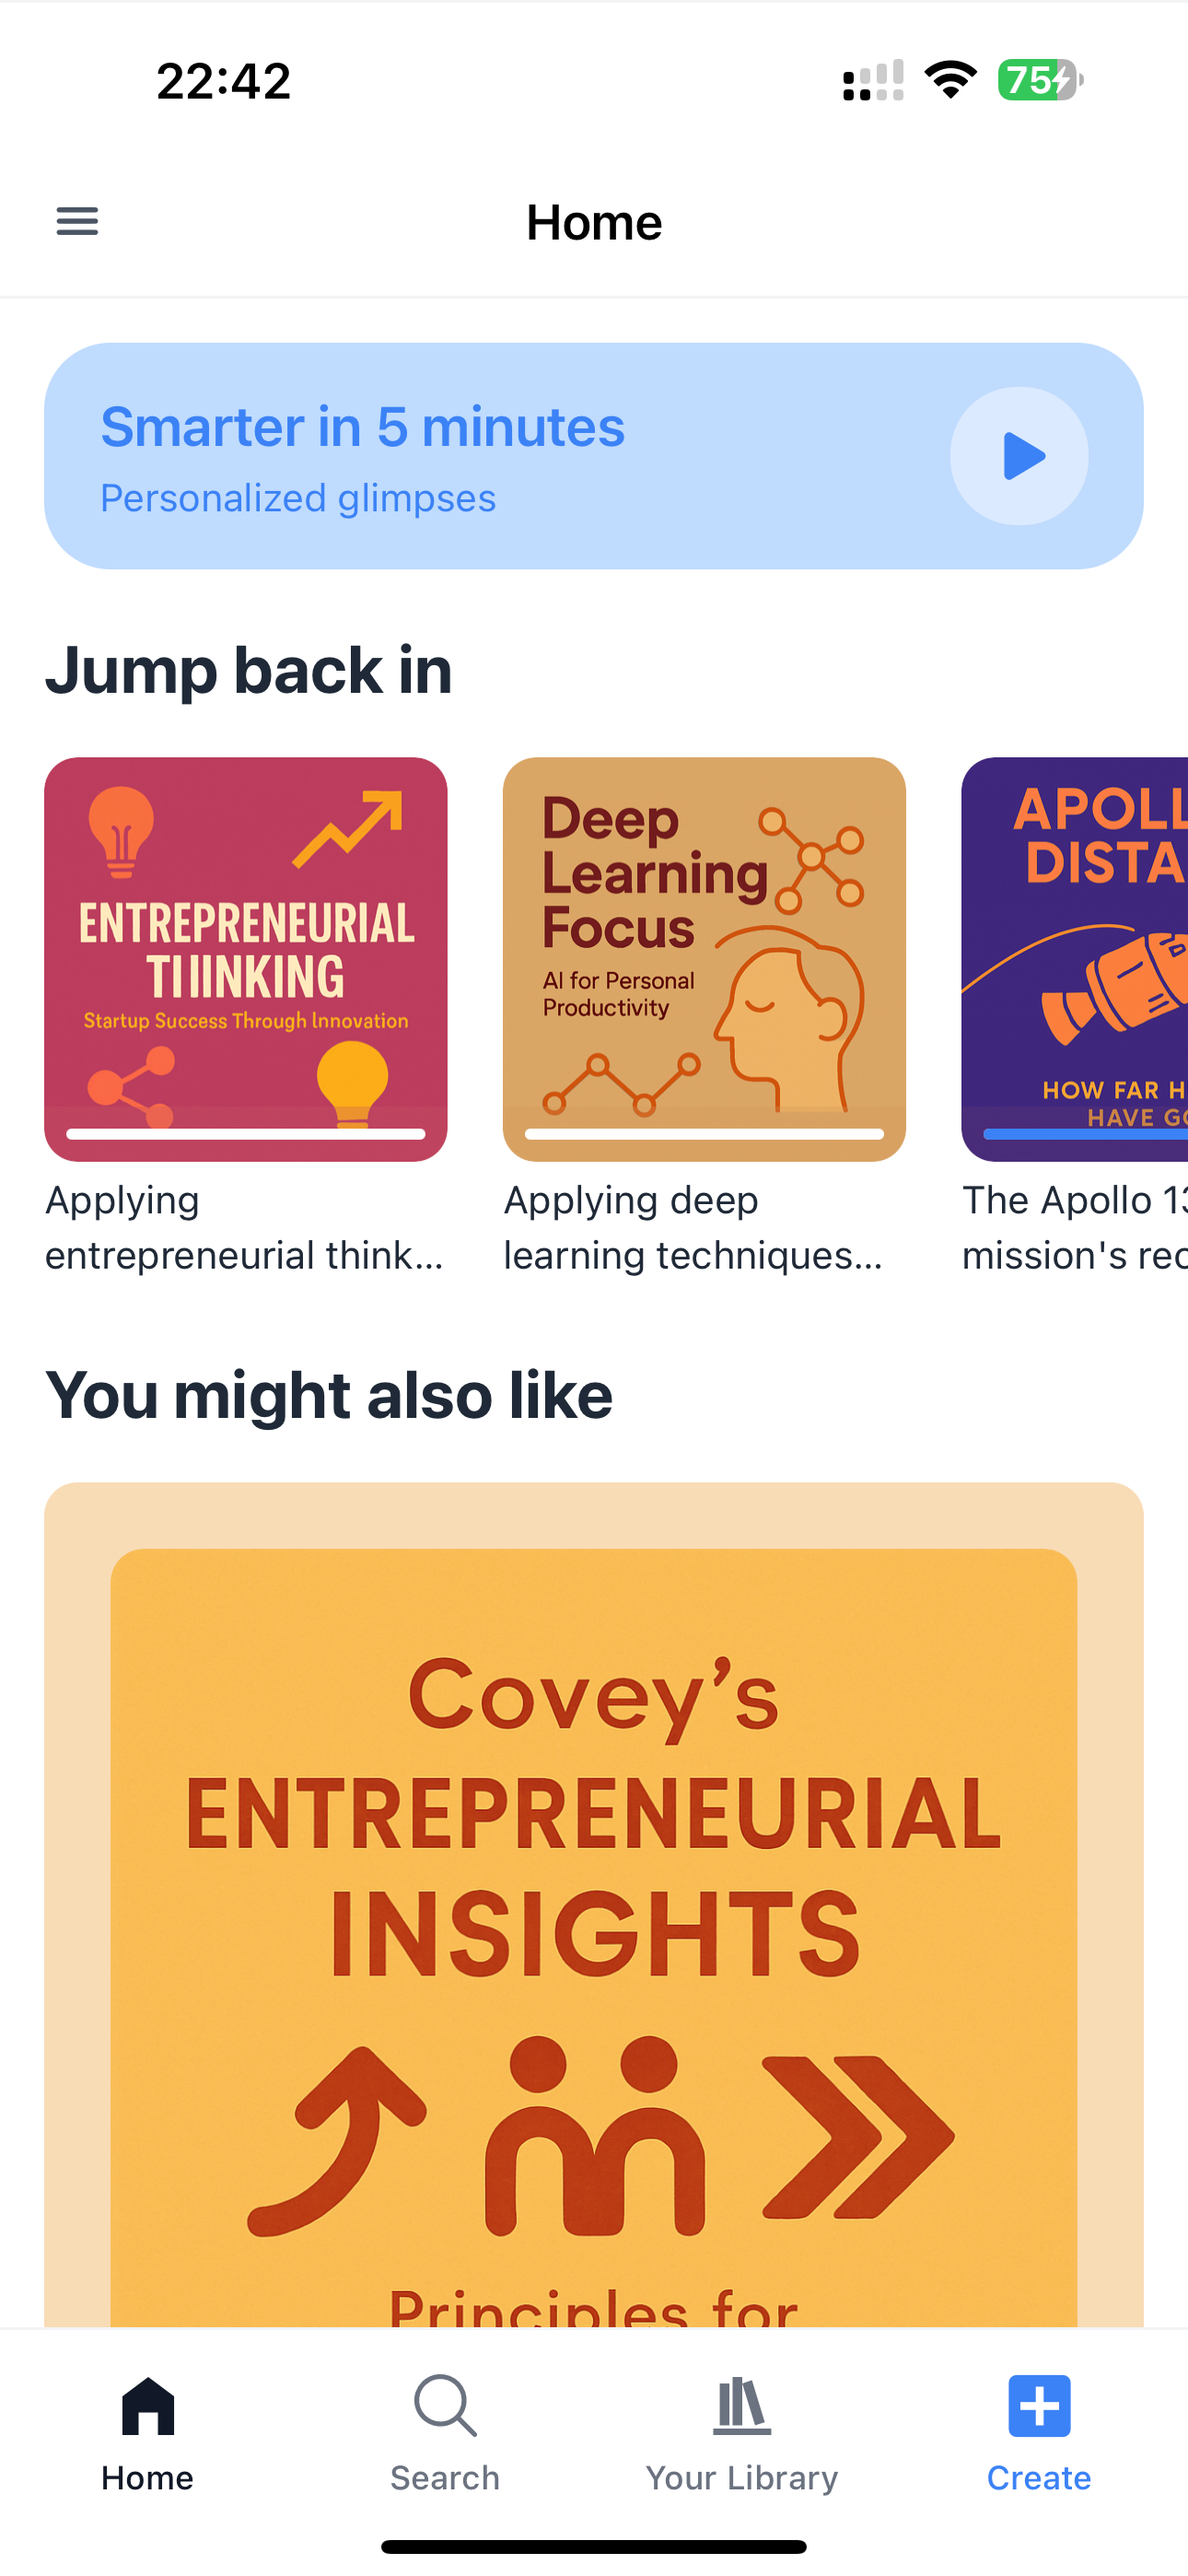 22:42
75
Home
Smarter in 5 minutes
Personalized glimpses
Jump back in
ENTREPRENEURIAL
TIIINKING
Startup Success Through Innovation
Deep
Learning
Focus
AI for Personal
Productivity
APOLL
DISTA
HOW FAR H
HAVE GO
Applying
entrepreneurial think...
Applying deep
learning techniques...
The Apollo 13
mission's rec
You might also like
Covey's
ENTREPRENEURIAL
INSIGHTS
Principles for
Home
Search
Your Library
Create